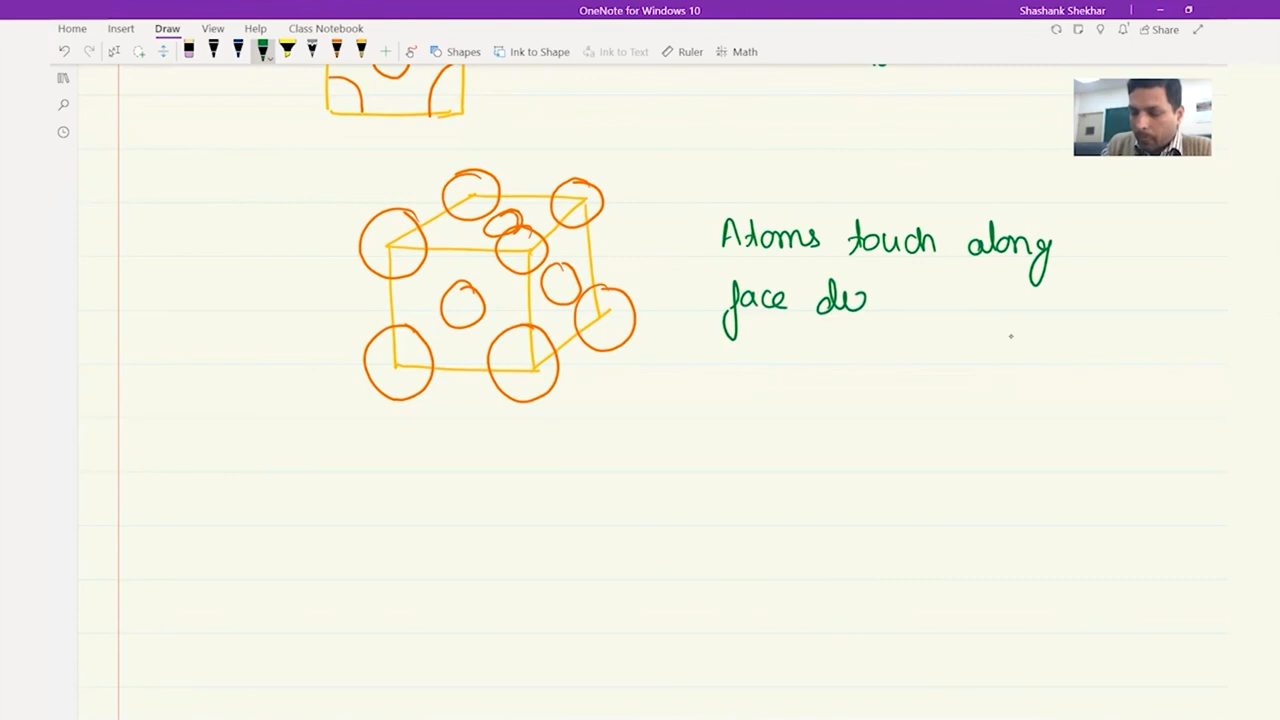 OneNote for Windows 10
Shashank Shekhar
Home Insert Draw View Help Class Notebook
Shapes Ink to Shape Ink to Text Ruler Math Share
Atoms touch along
face